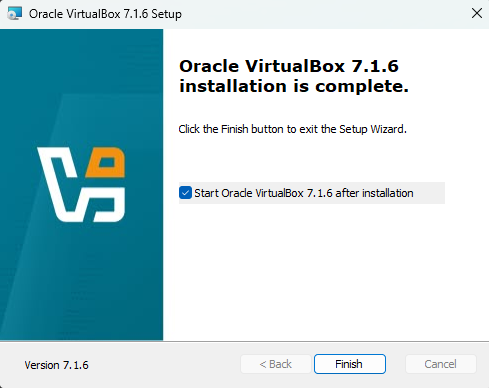 Oracle VirtualBox 7.1.6 Setup
Oracle VirtualBox 7.1.6
installation is complete.
Click the Finish button to exit the Setup Wizard.
Start Oracle VirtualBox 7.1.6 after installation
Version 7.1.6
< Back
Finish
Cancel